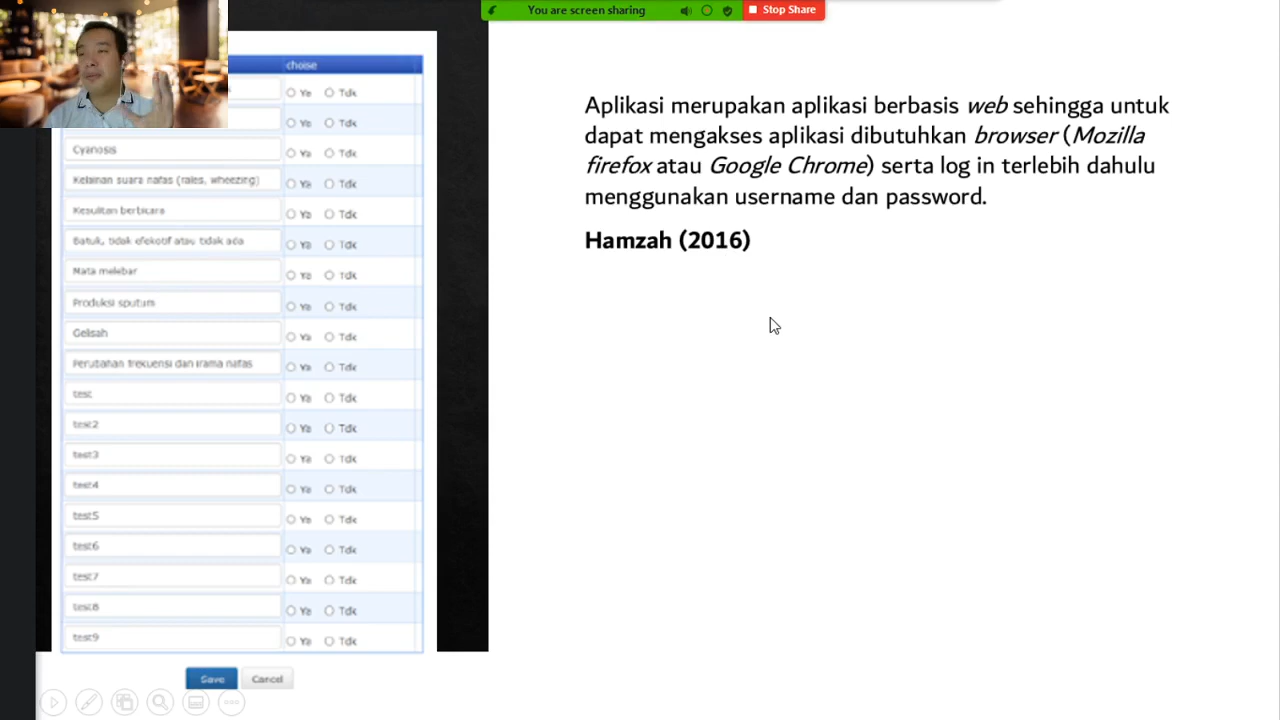 You are screen sharing
Stop Share
choise
Ya Tdk
Ya Tdk
Cyanosis Ya Tdk
Kelainan suara nafas (rales, wheezing) Ya Tdk
Kesulitan berbicara Ya Tdk
Batuk, tidak efekotif atau tidak ada Ya Tdk
Mata melebar Ya Tdk
Produksi sputum Ya Tdk
Gelisah Ya Tdk
Perubahan frekuensi dan irama nafas Ya Tdk
test Ya Tdk
test2 Ya Tdk
test3 Ya Tdk
test4 Ya Tdk
test5 Ya Tdk
test6 Ya Tdk
test7 Ya Tdk
test8 Ya Tdk
test9 Ya Tdk
Save Cancel
Aplikasi merupakan aplikasi berbasis web sehingga untuk
dapat mengakses aplikasi dibutuhkan browser (Mozilla
firefox atau Google Chrome) serta log in terlebih dahulu
menggunakan username dan password.
Hamzah (2016)